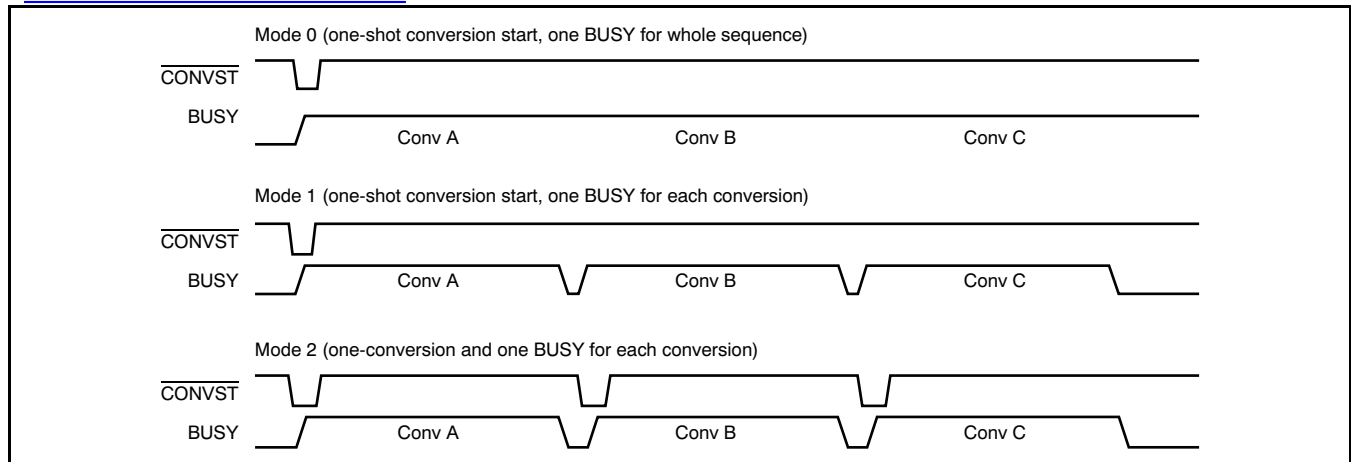 Mode 0 (one-shot conversion start, one BUSY for whole sequence)
CONVST
BUSY
Conv A Conv B Conv C
Mode 1 (one-shot conversion start, one BUSY for each conversion)
CONVST
BUSY Conv A Conv B Conv C
Mode 2 (one-conversion and one BUSY for each conversion)
CONVST
BUSY Conv A Conv B Conv C